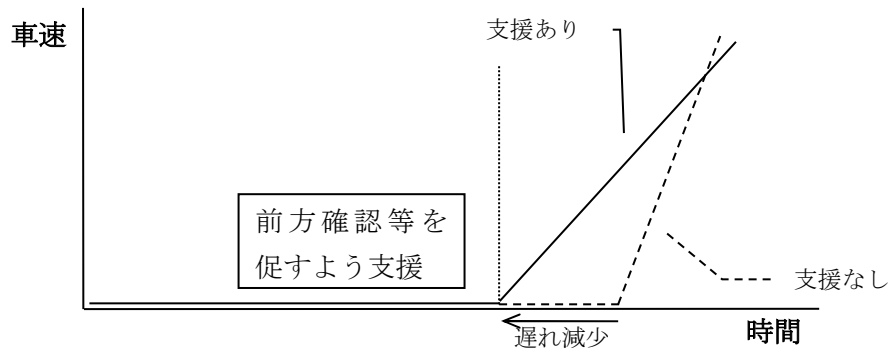 車速
支援あり
前方確認等を
促すよう支援
支援なし
遅れ減少
時間